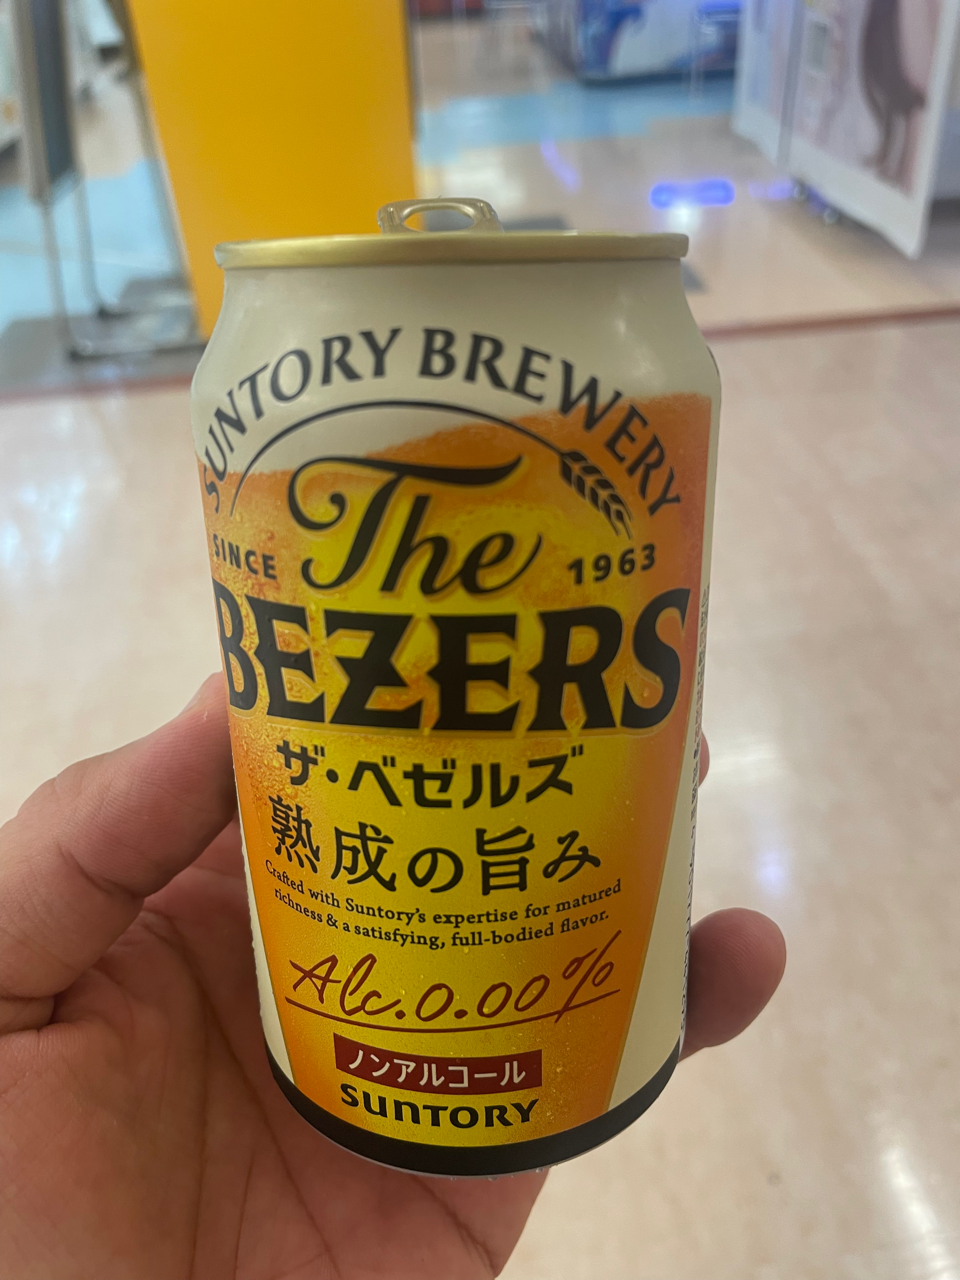 SUNTORY BREWERY
The
SINCE 1963
BEZERS
ザ・ベゼルズ
熟成の旨み
Crafted with Suntory's expertise for matured
richness & a satisfying, full-bodied flavor.
Alc.0.00%
ノンアルコール
SUNTORY